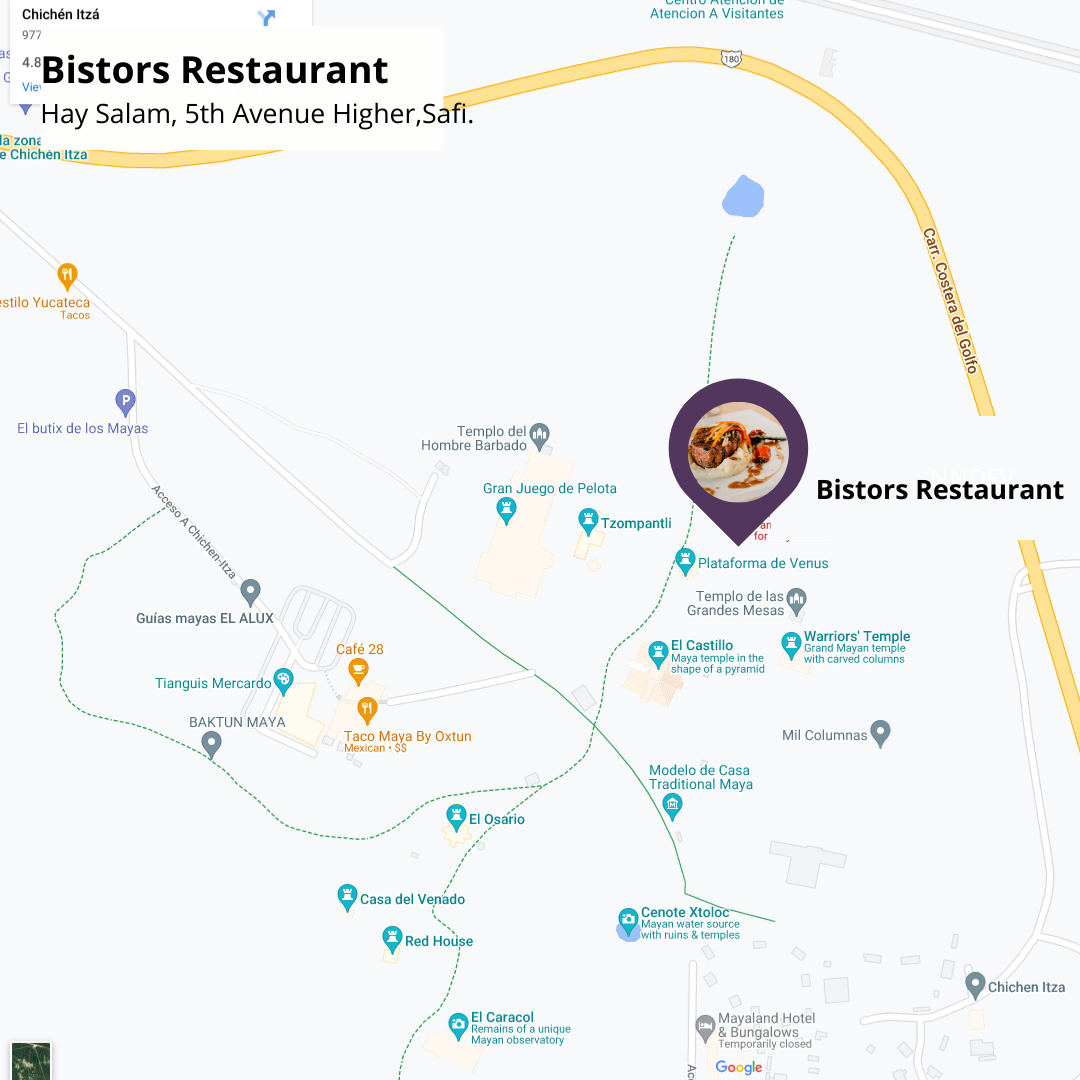 Chichén Itzá
977
4.8
Bistors Restaurant
Hay Salam, 5th Avenue Higher,Safi.
la zona
e Chichén Itza
Centro Atención de
Atencion A Visitantes
180
Carr. Costera del Golfo
estilo Yucateca
Tacos
P
El butix de los Mayas
Acceso A Chichen-Itza
Templo del
Hombre Barbado
Gran Juego de Pelota
Tzompantli
Bistors Restaurant
for
Plataforma de Venus
Templo de las
Grandes Mesas
Guías mayas EL ALUX
El Castillo
Maya temple in the
shape of a pyramid
Warriors' Temple
Grand Mayan temple
with carved columns
Café 28
Tianguis Mercardo
BAKTUN MAYA
Taco Maya By Oxtun
Mexican • $$
Mil Columnas
Modelo de Casa
Traditional Maya
El Osario
Casa del Venado
Red House
Cenote Xtoloc
Mayan water source
with ruins & temples
Chichen Itza
El Caracol
Remains of a unique
Mayan observatory
Mayaland Hotel
& Bungalows
Temporarily closed
Google